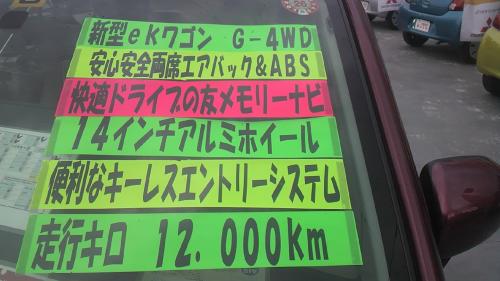 新型ekワゴン G-4WD
安心安全両席エアバック&ABS
快適ドライブの友メモリーナビ
14インチアルミホイール
便利なキーレスエントリーシステム
走行キロ 12.000km